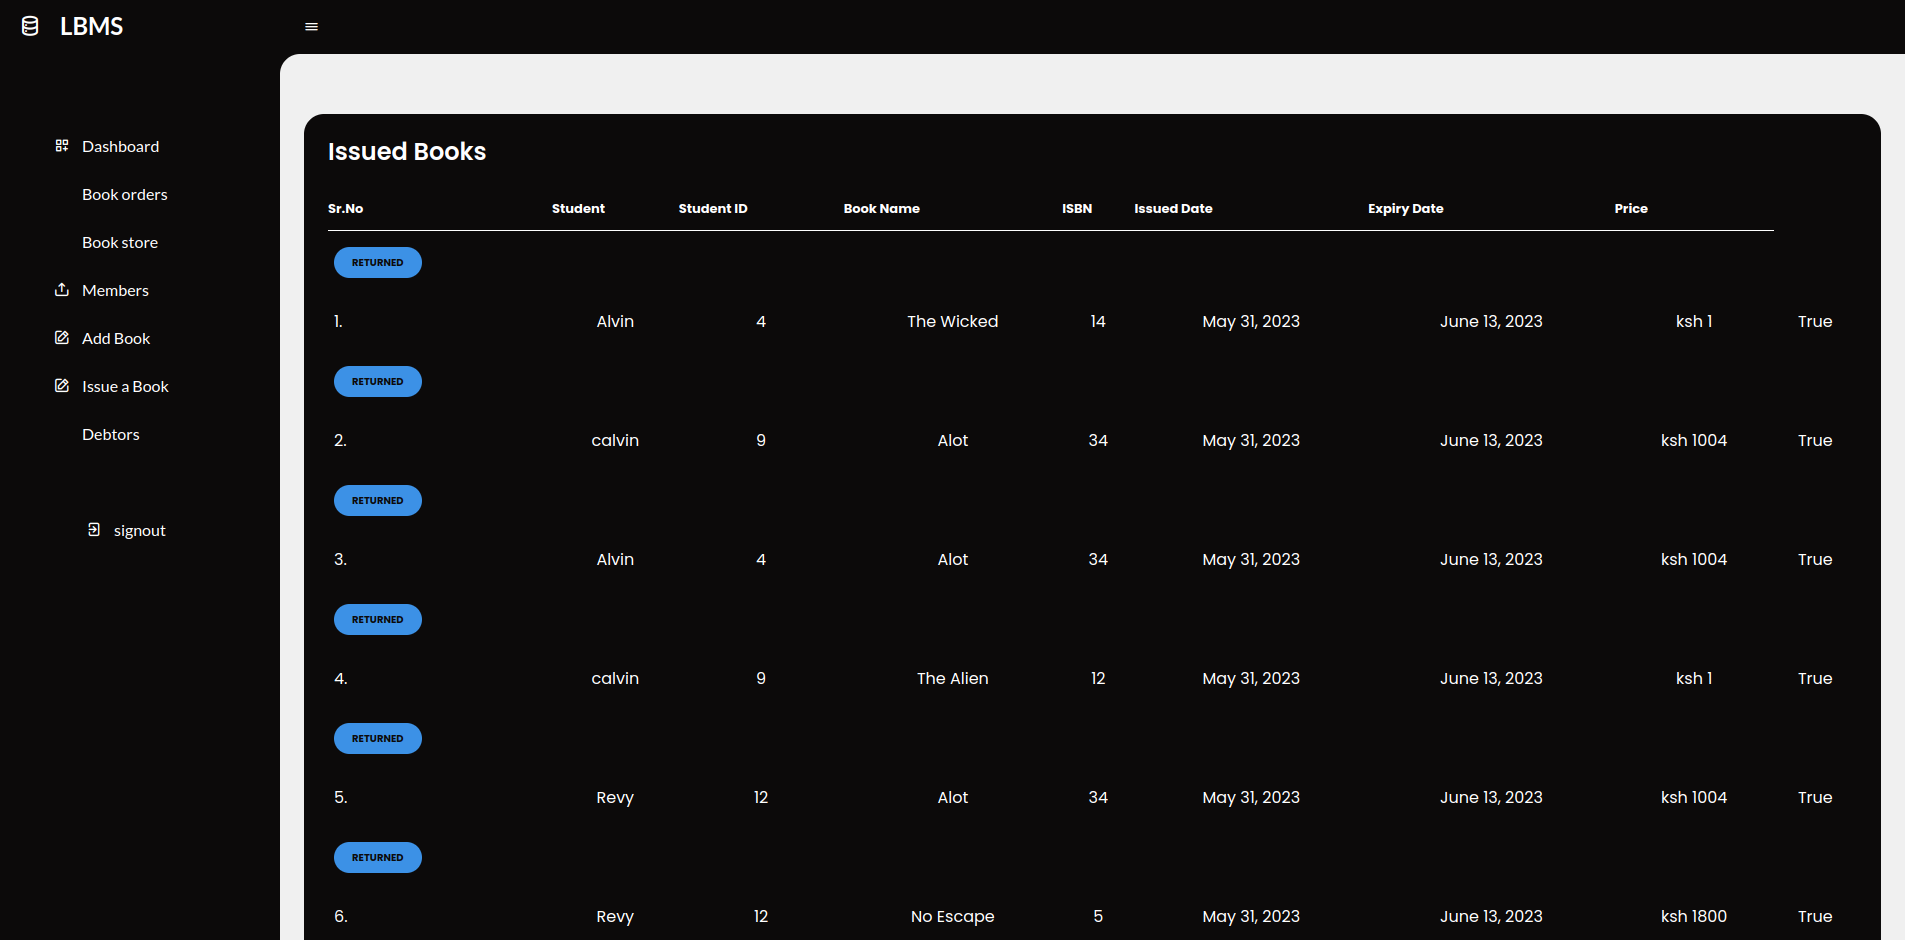 LBMS
Dashboard
Book orders
Book store
Members
Add Book
Issue a Book
Debtors
signout
Issued Books
Sr.No Student Student ID Book Name ISBN Issued Date Expiry Date Price
RETURNED
1. Alvin 4 The Wicked 14 May 31, 2023 June 13, 2023 ksh 1 True
RETURNED
2. calvin 9 Alot 34 May 31, 2023 June 13, 2023 ksh 1004 True
RETURNED
3. Alvin 4 Alot 34 May 31, 2023 June 13, 2023 ksh 1004 True
RETURNED
4. calvin 9 The Alien 12 May 31, 2023 June 13, 2023 ksh 1 True
RETURNED
5. Revy 12 Alot 34 May 31, 2023 June 13, 2023 ksh 1004 True
RETURNED
6. Revy 12 No Escape 5 May 31, 2023 June 13, 2023 ksh 1800 True